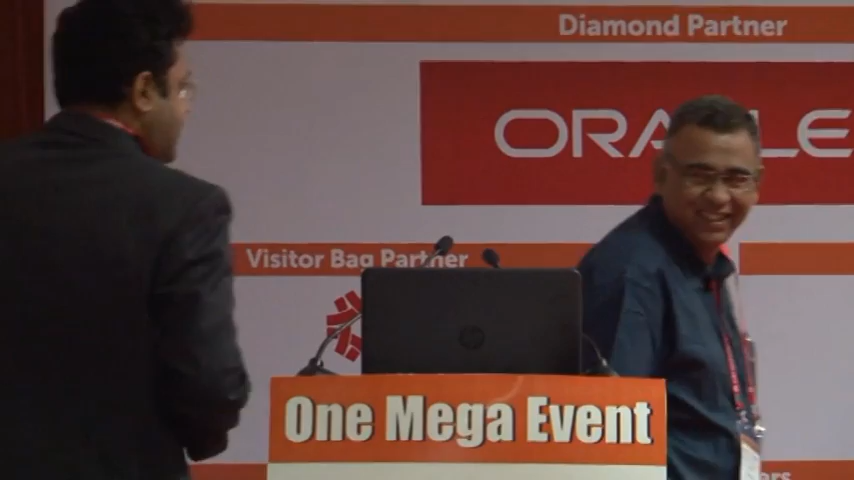 Diamond Partner
ORACLE
Visitor Bag Partner
One Mega Event